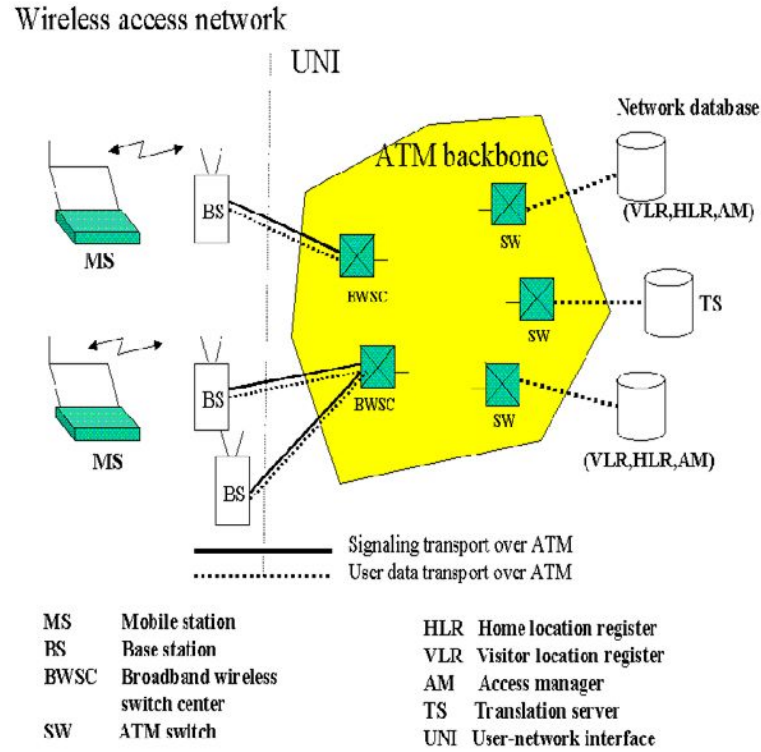 Wireless access network
UNI
Network database
ATM backbone
(VLR,HLR,AM)
BS
SW
MS
BWSC
TS
SW
BS
BWSC
SW
MS
(VLR,HLR,AM)
BS
Signaling transport over ATM
User data transport over ATM
MS Mobile station
BS Base station
BWSC Broadband wireless
switch center
SW ATM switch
HLR Home location register
VLR Visitor location register
AM Access manager
TS Translation server
UNI User-network interface